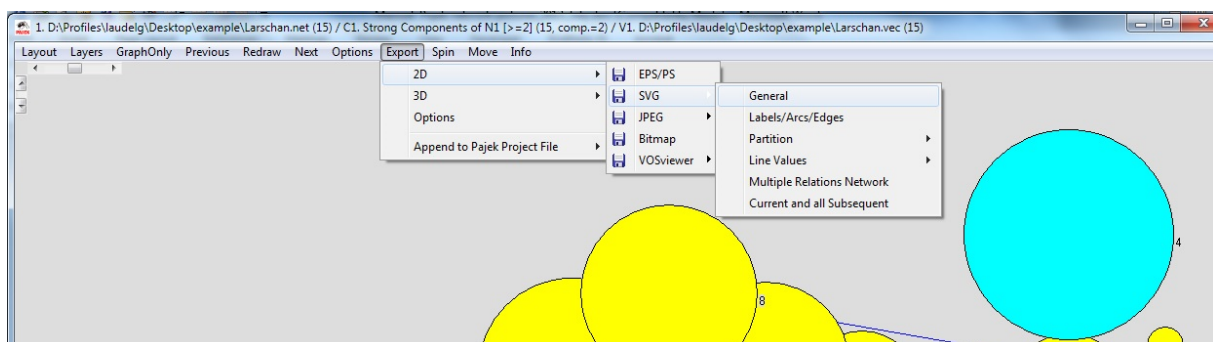 1. D:\Profiles\laudelg\Desktop\example\Larschan.net (15) / C1. Strong Components of N1 [>=2] (15, comp.=2) / V1. D:\Profiles\laudelg\Desktop\example\Larschan.vec (15)
Layout Layers GraphOnly Previous Redraw Next Options Export Spin Move Info
2D
3D
Options
Append to Pajek Project File
EPS/PS
SVG
JPEG
Bitmap
VOSviewer
General
Labels/Arcs/Edges
Partition
Line Values
Multiple Relations Network
Current and all Subsequent
4
8